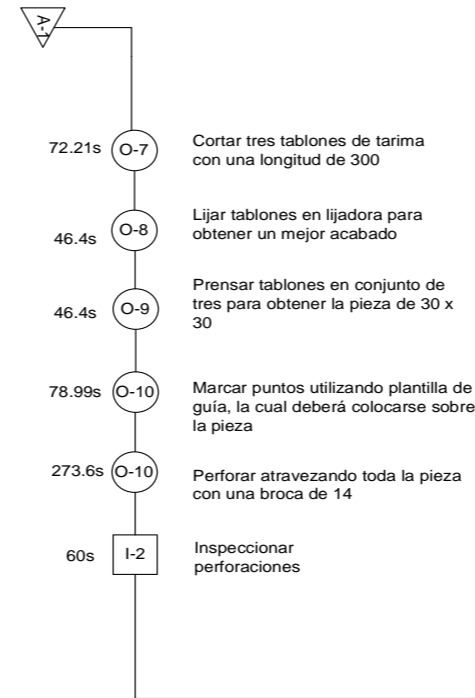 A-1
72.21s O-7 Cortar tres tablones de tarima
con una longitud de 300
46.4s O-8 Lijar tablones en lijadora para
obtener un mejor acabado
46.4s O-9 Prensar tablones en conjunto de
tres para obtener la pieza de 30 x
30
78.99s O-10 Marcar puntos utilizando plantilla de
guía, la cual deberá colocarse sobre
la pieza
273.6s O-10 Perforar atravezando toda la pieza
con una broca de 14
60s I-2 Inspeccionar
perforaciones